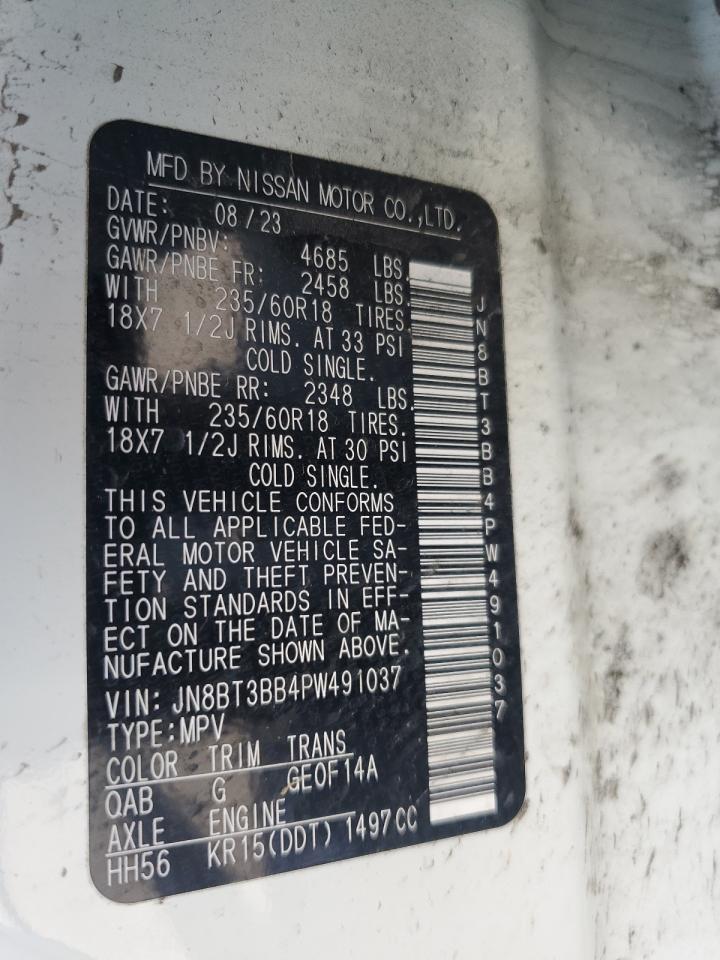 MFD BY NISSAN MOTOR CO.,LTD.
DATE: 08/23
GVWR/PNBV: 4685 LBS.
GAWR/PNBE FR: 2458 LBS.
WITH 235/60R18 TIRES.
18X7 1/2J RIMS. AT 33 PSI
COLD SINGLE.
GAWR/PNBE RR: 2348 LBS.
WITH 235/60R18 TIRES.
18X7 1/2J RIMS. AT 30 PSI
COLD SINGLE.
THIS VEHICLE CONFORMS
TO ALL APPLICABLE FED-
ERAL MOTOR VEHICLE SA-
FETY AND THEFT PREVEN-
TION STANDARDS IN EFF-
ECT ON THE DATE OF MA-
NUFACTURE SHOWN ABOVE.
VIN: JN8BT3BB4PW491037
TYPE:MPV
COLOR TRIM TRANS
QAB G GE0F14A
AXLE ENGINE
HH56 KR15(DDT) 1497CC
JN8BT3BB4PW491037